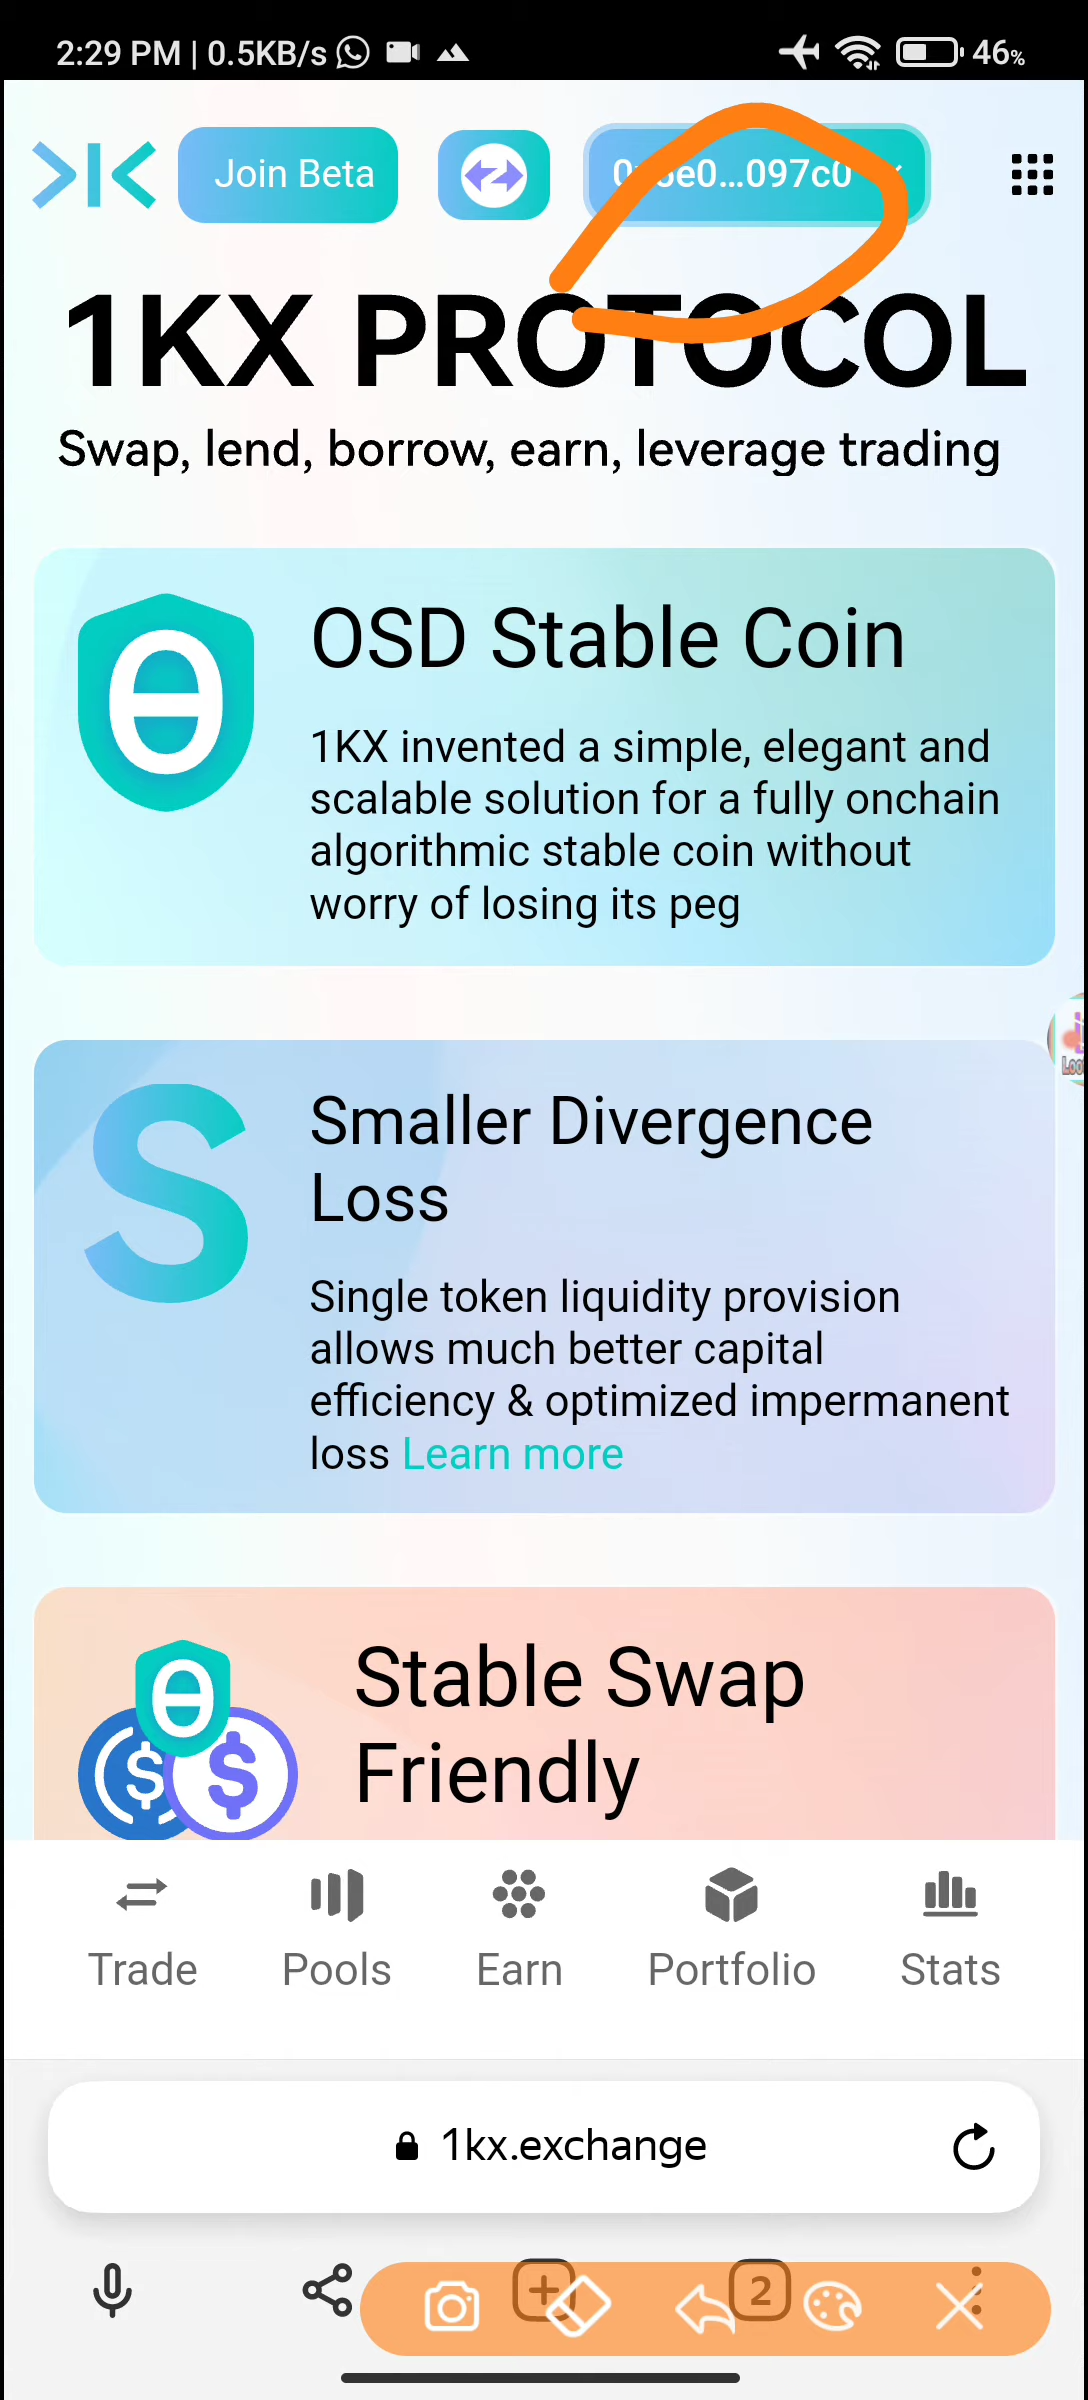 2:29 PM | 0.5KB/s 46%
Join Beta
1KX PROTOCOL
Swap, lend, borrow, earn, leverage trading
OSD Stable Coin
1KX invented a simple, elegant and
scalable solution for a fully onchain
algorithmic stable coin without
worry of losing its peg
Smaller Divergence
Loss
Single token liquidity provision
allows much better capital
efficiency & optimized impermanent
loss Learn more
Stable Swap
Friendly
Trade Pools Earn Portfolio Stats
1kx.exchange
2